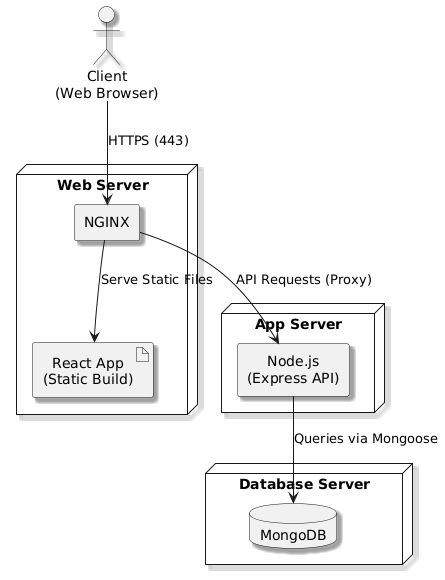 Client
(Web Browser)
HTTPS (443)
Web Server
NGINX
Serve Static Files
API Requests (Proxy)
App Server
React App
(Static Build)
Node.js
(Express API)
Queries via Mongoose
Database Server
MongoDB